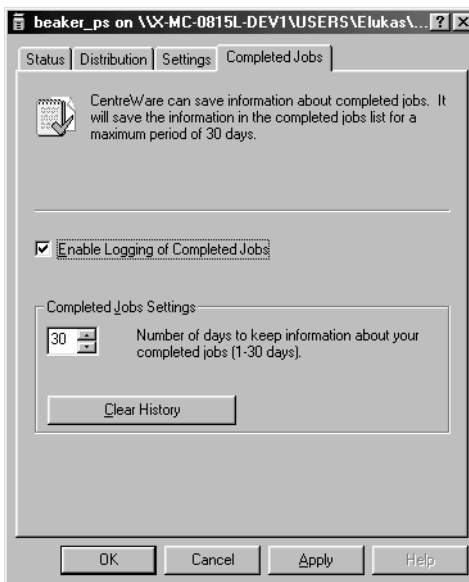 beaker_ps on \\X-MC-0815L-DEV1\USERS\Elukas\...
Status Distribution Settings Completed Jobs
CentreWare can save information about completed jobs. It
will save the information in the completed jobs list for a
maximum period of 30 days.
Enable Logging of Completed Jobs
Completed Jobs Settings
30 Number of days to keep information about your
completed jobs (1-30 days).
Clear History
OK Cancel Apply Help